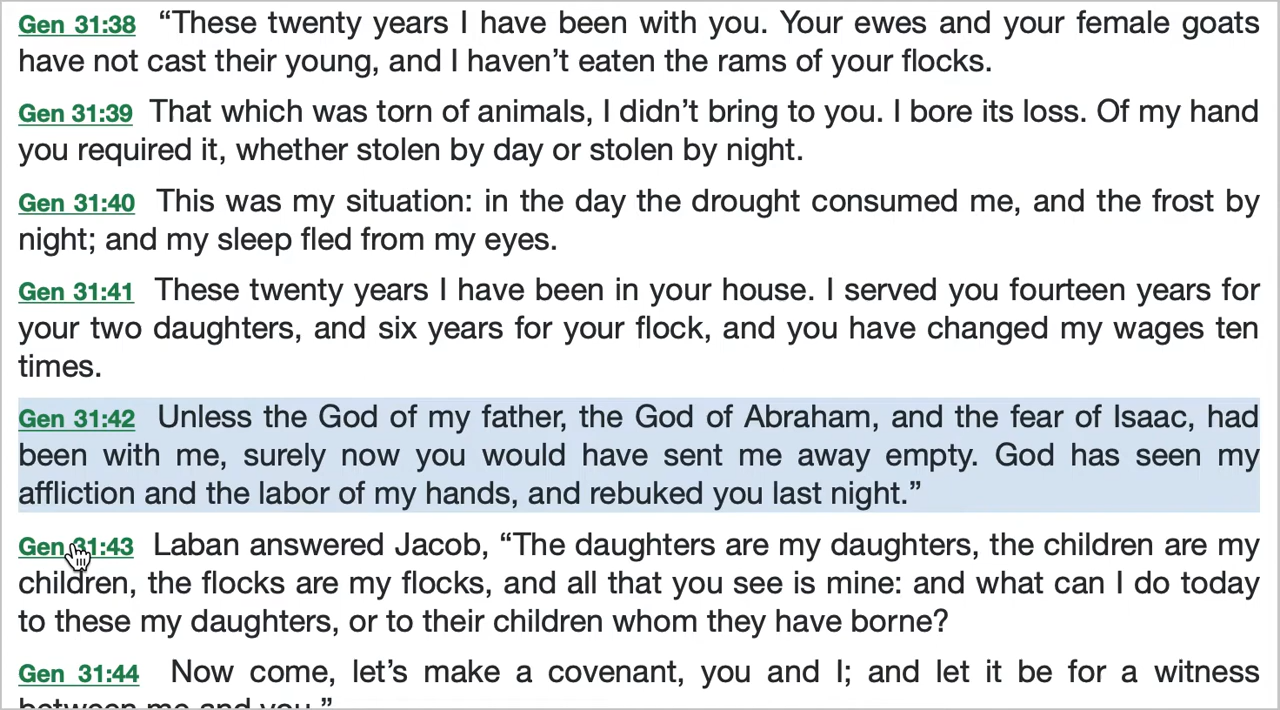 Gen 31:38 “These twenty years I have been with you. Your ewes and your female goats
have not cast their young, and I haven’t eaten the rams of your flocks.
Gen 31:39 That which was torn of animals, I didn’t bring to you. I bore its loss. Of my hand
you required it, whether stolen by day or stolen by night.
Gen 31:40 This was my situation: in the day the drought consumed me, and the frost by
night; and my sleep fled from my eyes.
Gen 31:41 These twenty years I have been in your house. I served you fourteen years for
your two daughters, and six years for your flock, and you have changed my wages ten
times.
Gen 31:42 Unless the God of my father, the God of Abraham, and the fear of Isaac, had
been with me, surely now you would have sent me away empty. God has seen my
affliction and the labor of my hands, and rebuked you last night.”
Gen 31:43 Laban answered Jacob, “The daughters are my daughters, the children are my
children, the flocks are my flocks, and all that you see is mine: and what can I do today
to these my daughters, or to their children whom they have borne?
Gen 31:44 Now come, let’s make a covenant, you and I; and let it be for a witness
between me and you.”